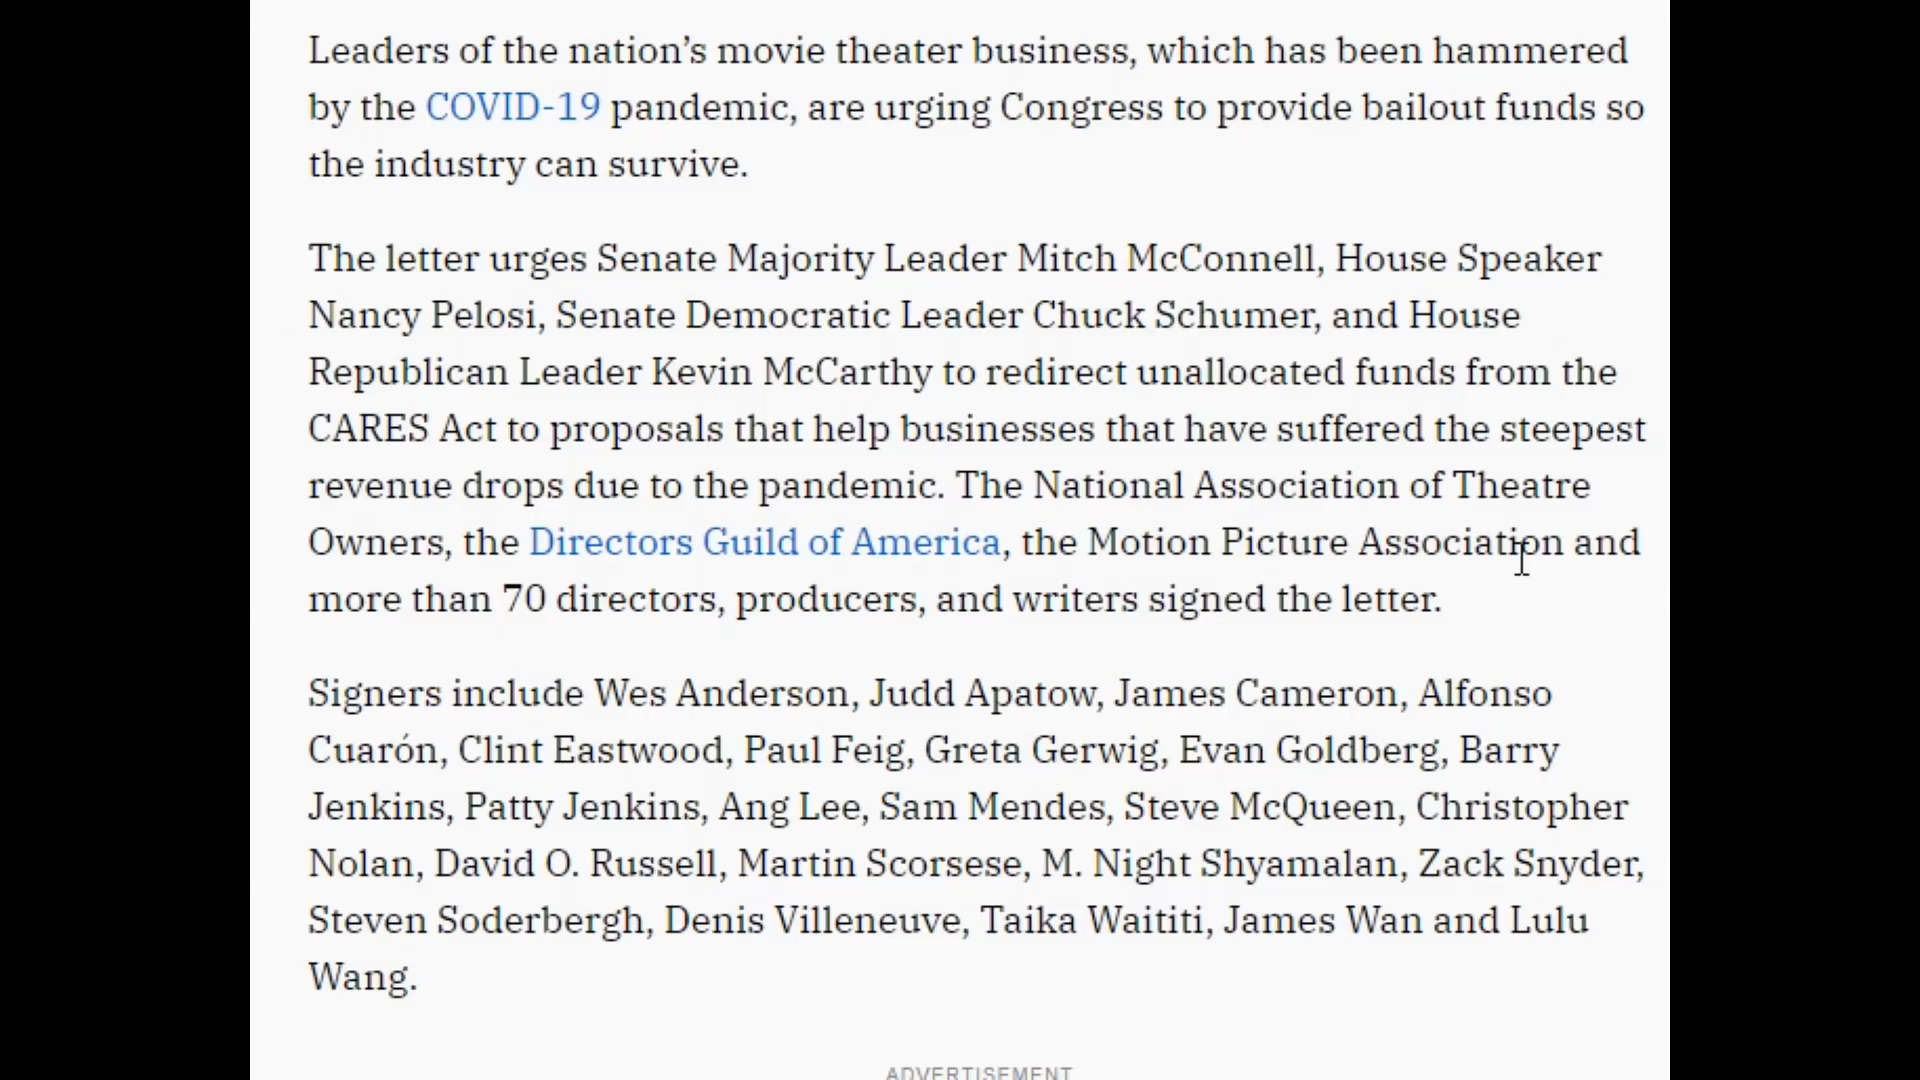 Leaders of the nation’s movie theater business, which has been hammered
by the COVID-19 pandemic, are urging Congress to provide bailout funds so
the industry can survive.
The letter urges Senate Majority Leader Mitch McConnell, House Speaker
Nancy Pelosi, Senate Democratic Leader Chuck Schumer, and House
Republican Leader Kevin McCarthy to redirect unallocated funds from the
CARES Act to proposals that help businesses that have suffered the steepest
revenue drops due to the pandemic. The National Association of Theatre
Owners, the Directors Guild of America, the Motion Picture Association and
more than 70 directors, producers, and writers signed the letter.
Signers include Wes Anderson, Judd Apatow, James Cameron, Alfonso
Cuarón, Clint Eastwood, Paul Feig, Greta Gerwig, Evan Goldberg, Barry
Jenkins, Patty Jenkins, Ang Lee, Sam Mendes, Steve McQueen, Christopher
Nolan, David O. Russell, Martin Scorsese, M. Night Shyamalan, Zack Snyder,
Steven Soderbergh, Denis Villeneuve, Taika Waititi, James Wan and Lulu
Wang.
ADVERTISEMENT